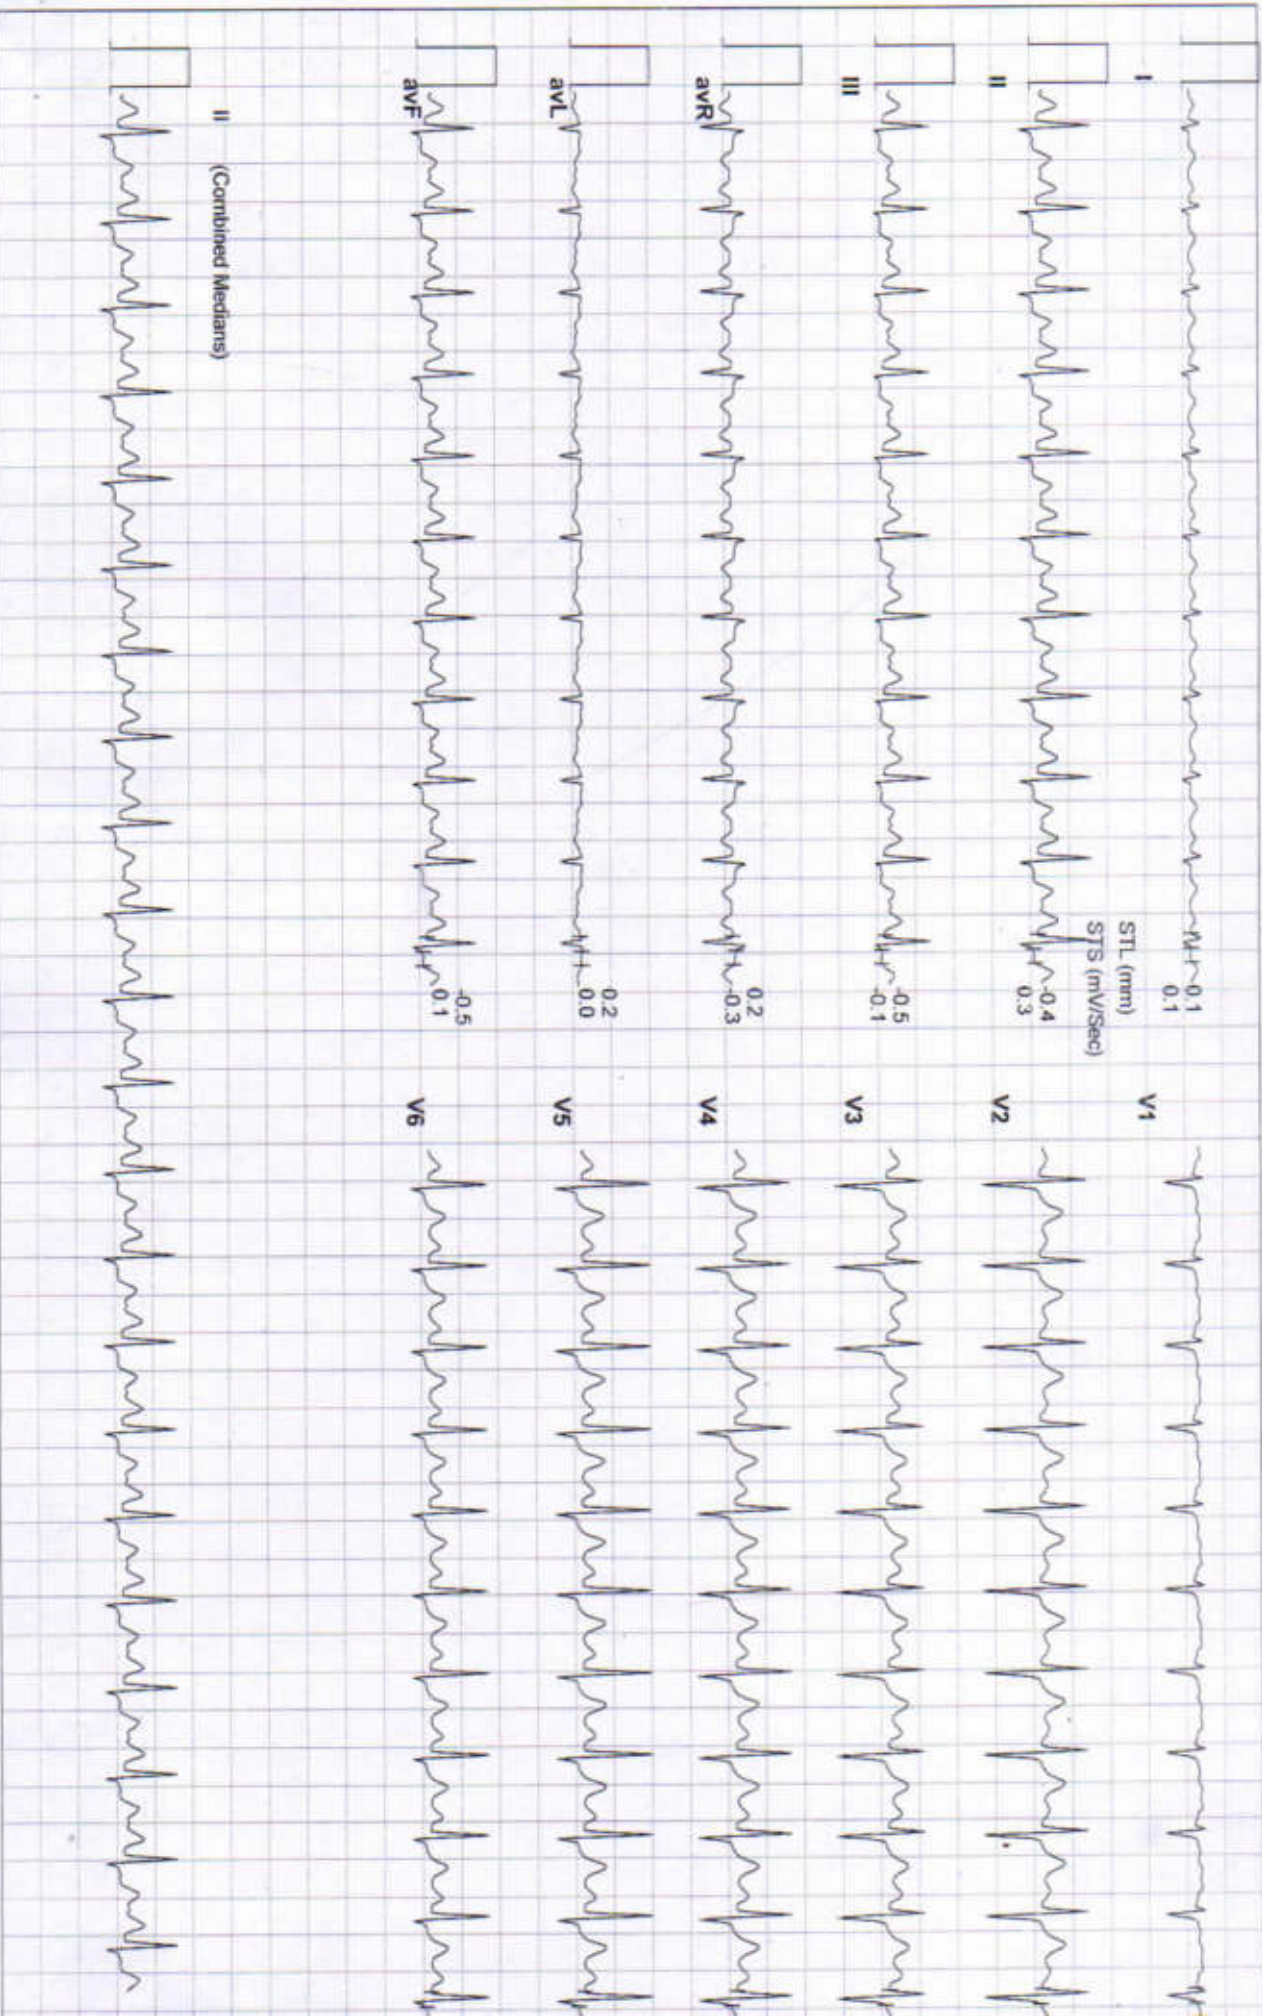 I
-0.1
0.1
STL (mm)
STS (mV/Sec)
II
-0.4
0.3
III
-0.5
-0.1
avR
0.2
-0.3
avL
0.2
0.0
avF
-0.5
0.1
V1
V2
V3
V4
V5
V6
II (Combined Medians)